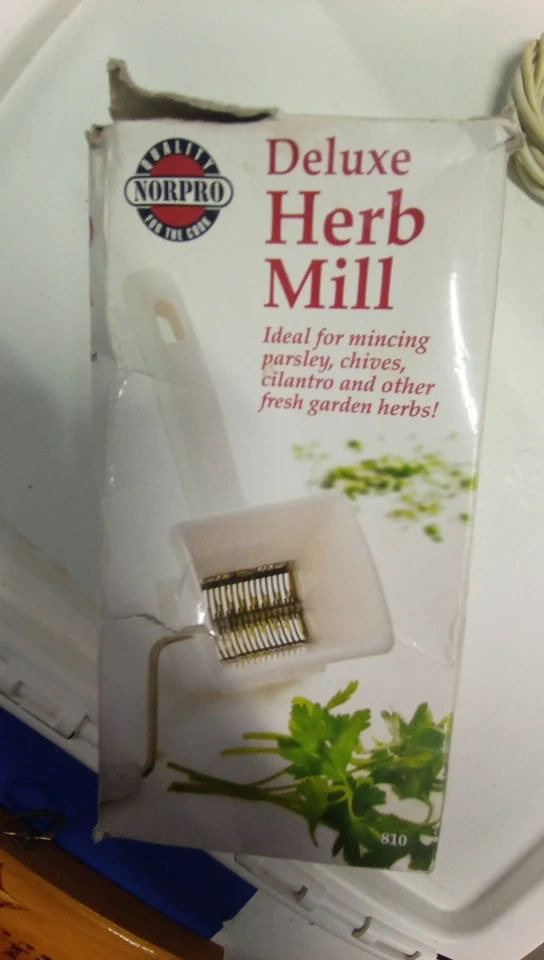 QUALITY
NORPRO
FOR THE COOK
Deluxe
Herb
Mill
Ideal for mincing
parsley, chives,
cilantro and other
fresh garden herbs!
810